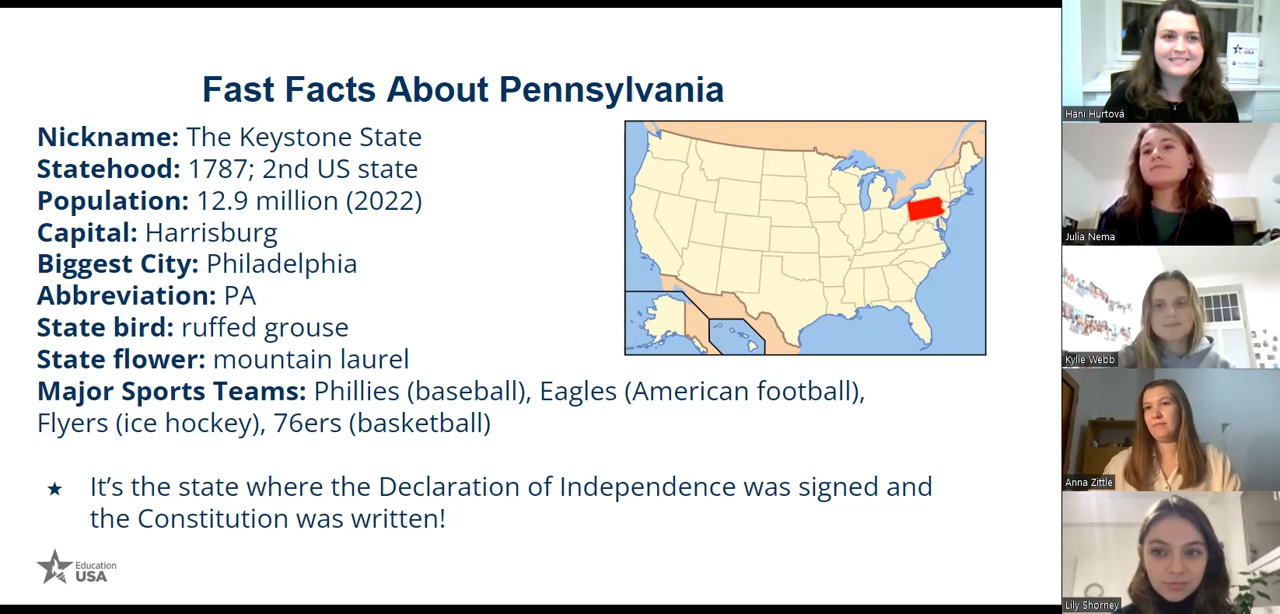 Fast Facts About Pennsylvania
Nickname: The Keystone State
Statehood: 1787; 2nd US state
Population: 12.9 million (2022)
Capital: Harrisburg
Biggest City: Philadelphia
Abbreviation: PA
State bird: ruffed grouse
State flower: mountain laurel
Major Sports Teams: Phillies (baseball), Eagles (American football),
Flyers (ice hockey), 76ers (basketball)
★ It’s the state where the Declaration of Independence was signed and
the Constitution was written!
Education
USA
Education
USA
Hani Hurtová
Julia Nema
Kylie Webb
Anna Zittle
Lily Shorney